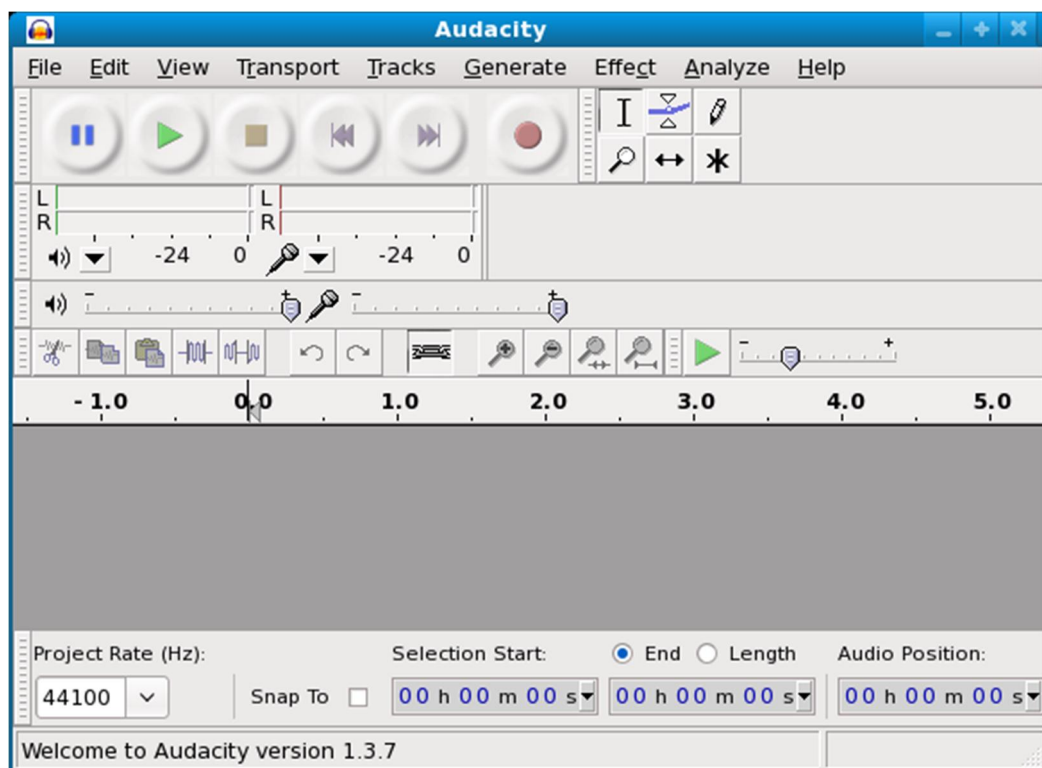 Audacity
File Edit View Transport Tracks Generate Effect Analyze Help
L L
R R
-24 0 -24 0
- + - +
- +
- 1.0 0.0 1.0 2.0 3.0 4.0 5.0
Project Rate (Hz): Selection Start: End Length Audio Position:
44100 Snap To 00 h 00 m 00 s 00 h 00 m 00 s 00 h 00 m 00 s
Welcome to Audacity version 1.3.7